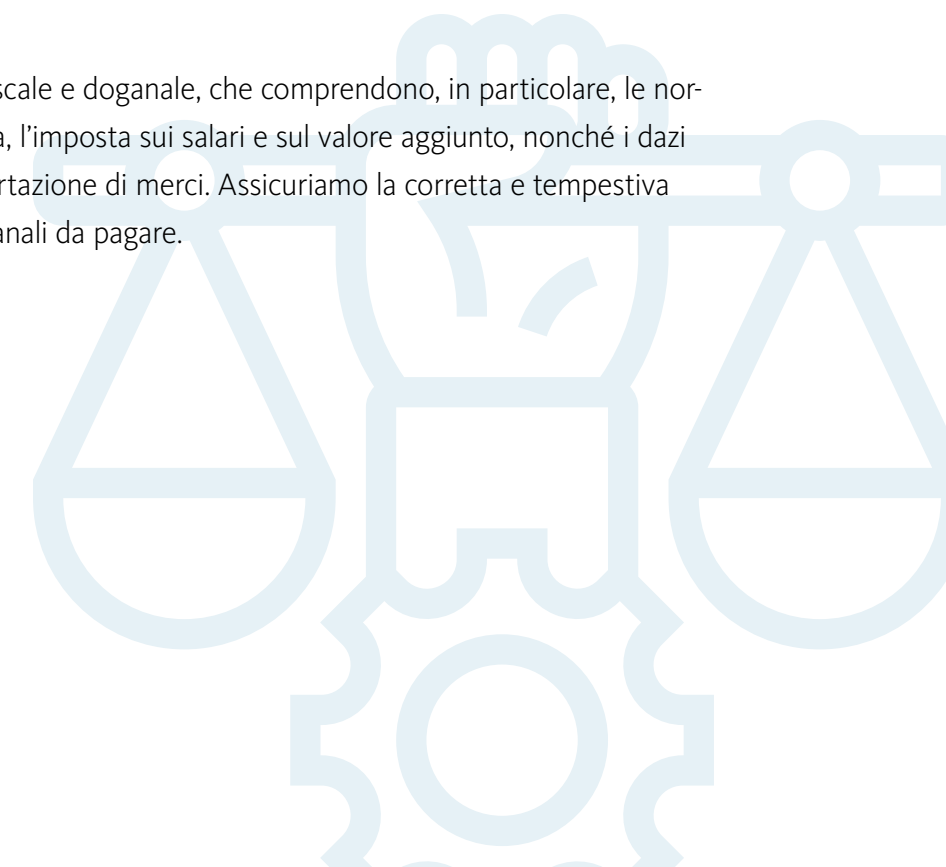 scale e doganale, che comprendono, in particolare, le nor-
a, l’imposta sui salari e sul valore aggiunto, nonché i dazi
rtazione di merci. Assicuriamo la corretta e tempestiva
anali da pagare.